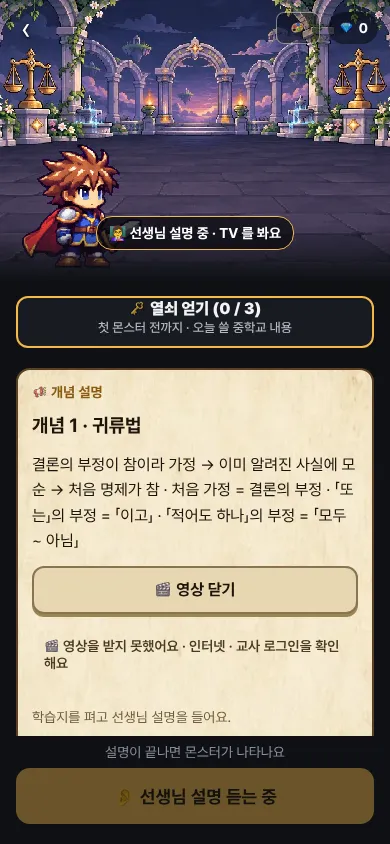 0
선생님 설명 중 · TV 를 봐요
열쇠 얻기 (0 / 3)
첫 몬스터 전까지 · 오늘 쓸 중학교 내용
개념 설명
개념 1 · 귀류법
결론의 부정이 참이라 가정 → 이미 알려진 사실에 모
순 → 처음 명제가 참 · 처음 가정 = 결론의 부정 · 「또
는」의 부정 = 「이고」 · 「적어도 하나」의 부정 = 「모두
~ 아님」
영상 닫기
영상을 받지 못했어요 · 인터넷 · 교사 로그인을 확인
해요
학습지를 펴고 선생님 설명을 들어요.
설명이 끝나면 몬스터가 나타나요
선생님 설명 듣는 중